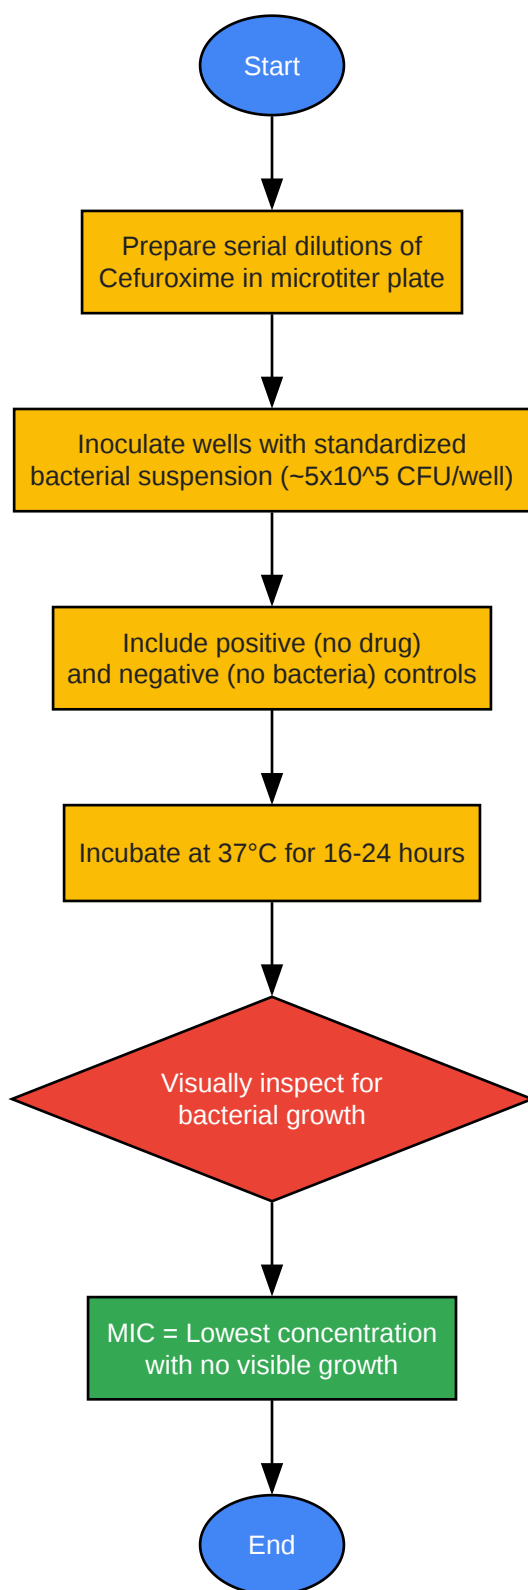 Start
Prepare serial dilutions of
Cefuroxime in microtiter plate
Inoculate wells with standardized
bacterial suspension (~5x10^5 CFU/well)
Include positive (no drug)
and negative (no bacteria) controls
Incubate at 37°C for 16-24 hours
Visually inspect for
bacterial growth
MIC = Lowest concentration
with no visible growth
End